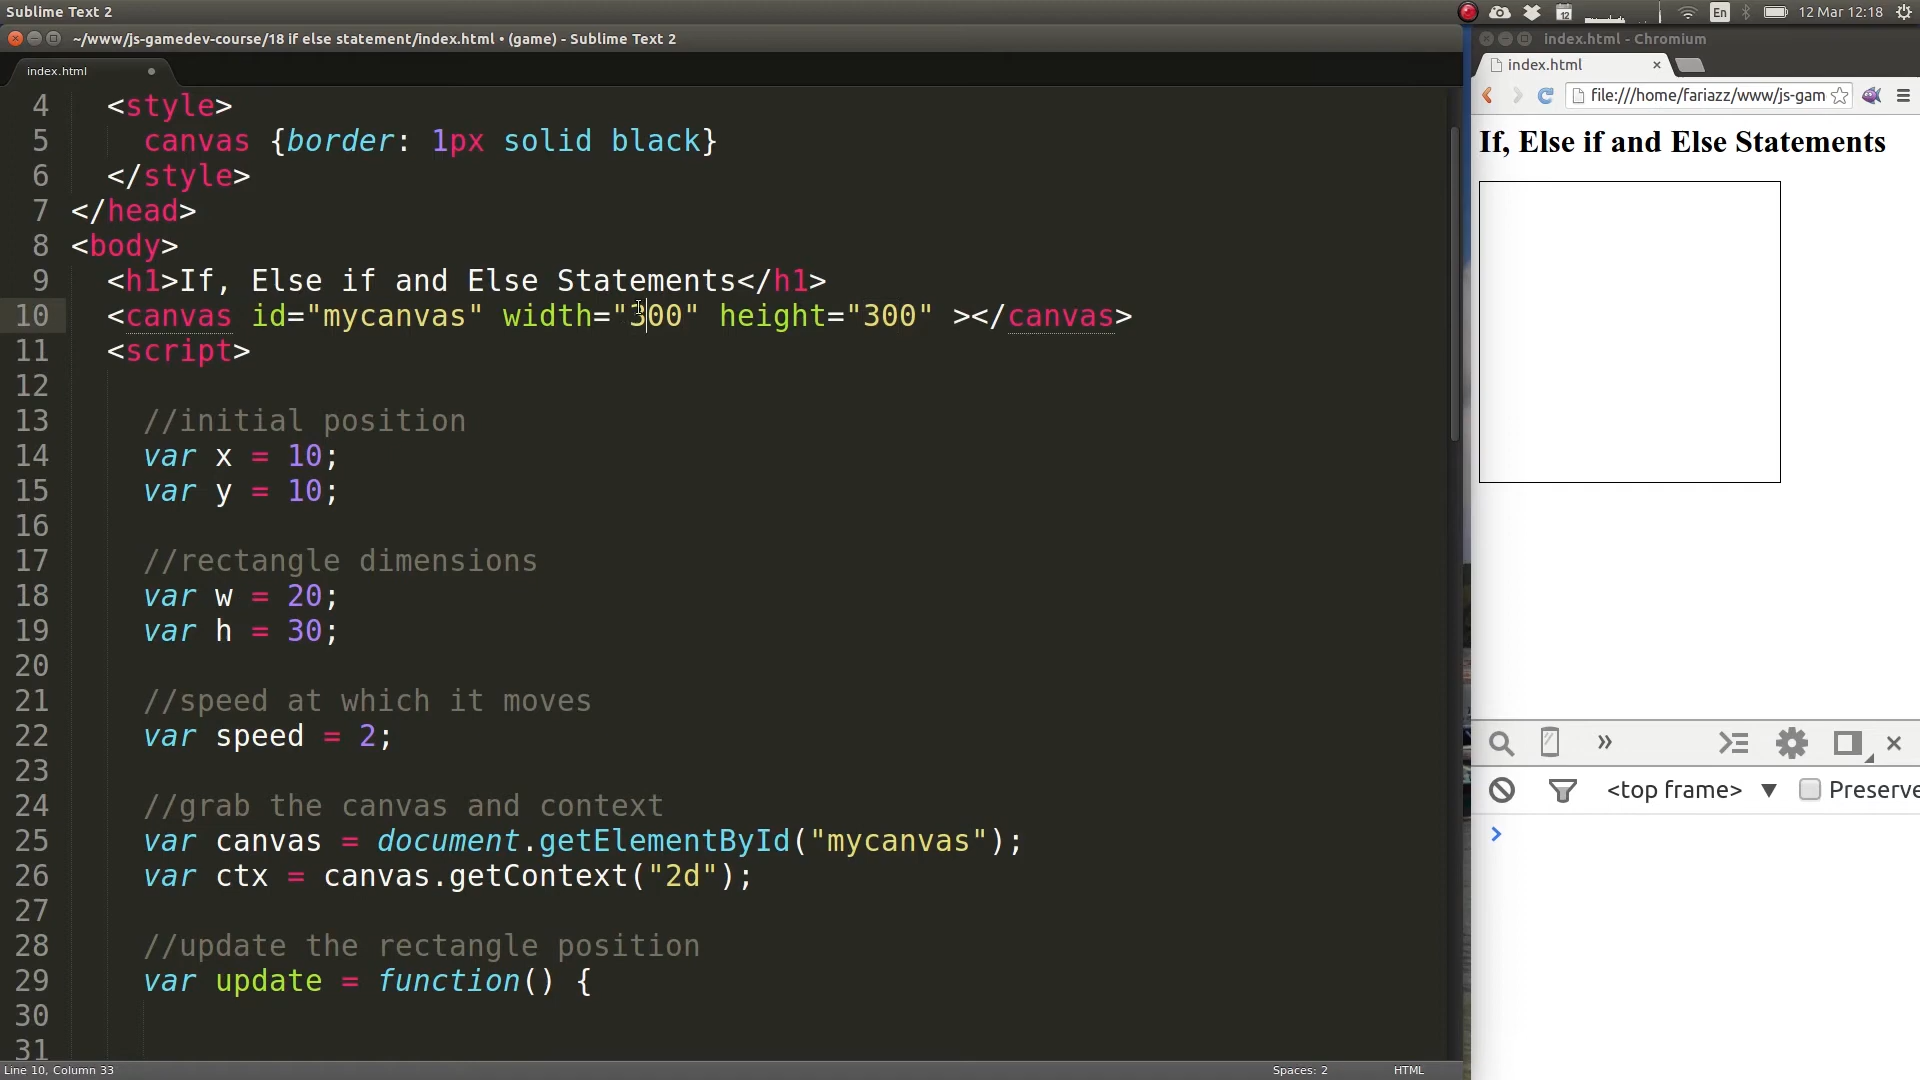 Sublime Text 2
En
12 Mar 12:18
~/www/js-gamedev-course/18 if else statement/index.html • (game) - Sublime Text 2
index.html
4 <style>
5 canvas {border: 1px solid black}
6 </style>
7 </head>
8 <body>
9 <h1>If, Else if and Else Statements</h1>
10 <canvas id="mycanvas" width="300" height="300" ></canvas>
11 <script>
12
13 //initial position
14 var x = 10;
15 var y = 10;
16
17 //rectangle dimensions
18 var w = 20;
19 var h = 30;
20
21 //speed at which it moves
22 var speed = 2;
23
24 //grab the canvas and context
25 var canvas = document.getElementById("mycanvas");
26 var ctx = canvas.getContext("2d");
27
28 //update the rectangle position
29 var update = function() {
30
31
Line 10, Column 33
Spaces: 2
HTML
index.html - Chromium
index.html
file:///home/fariazz/www/js-gam
If, Else if and Else Statements
<top frame> ▼ Preserve